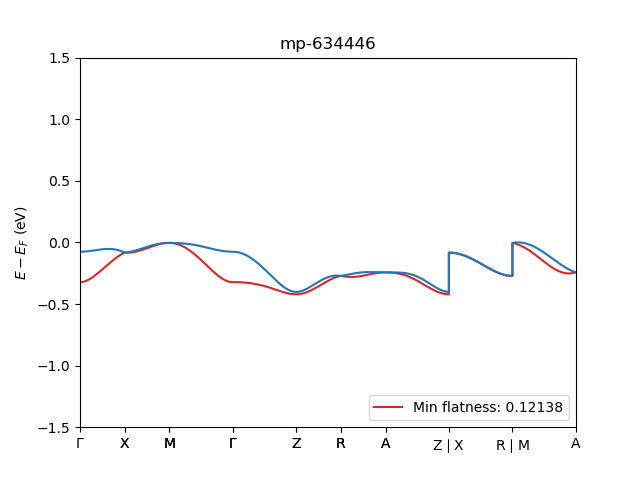 mp-634446
E − E_F (eV)
1.5
1.0
0.5
0.0
−0.5
−1.0
−1.5
Min flatness: 0.12138
Γ X M Γ Z R A Z | X R | M A